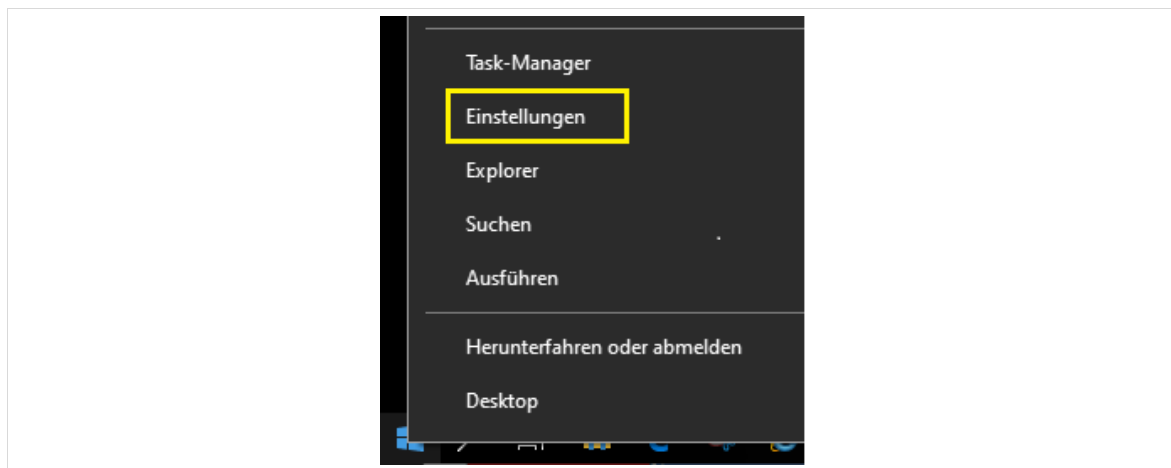 Task-Manager
Einstellungen
Explorer
Suchen
Ausführen
Herunterfahren oder abmelden
Desktop